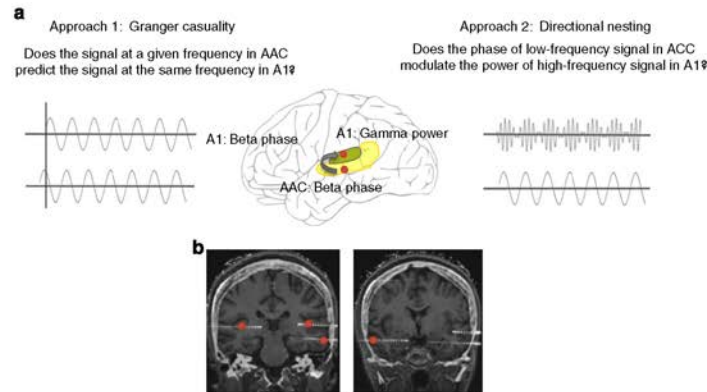 a
Approach 1: Granger casuality
Does the signal at a given frequency in AAC
predict the signal at the same frequency in A1?
Approach 2: Directional nesting
Does the phase of low-frequency signal in ACC
modulate the power of high-frequency signal in A1?
A1: Beta phase
A1: Gamma power
AAC: Beta phase
b